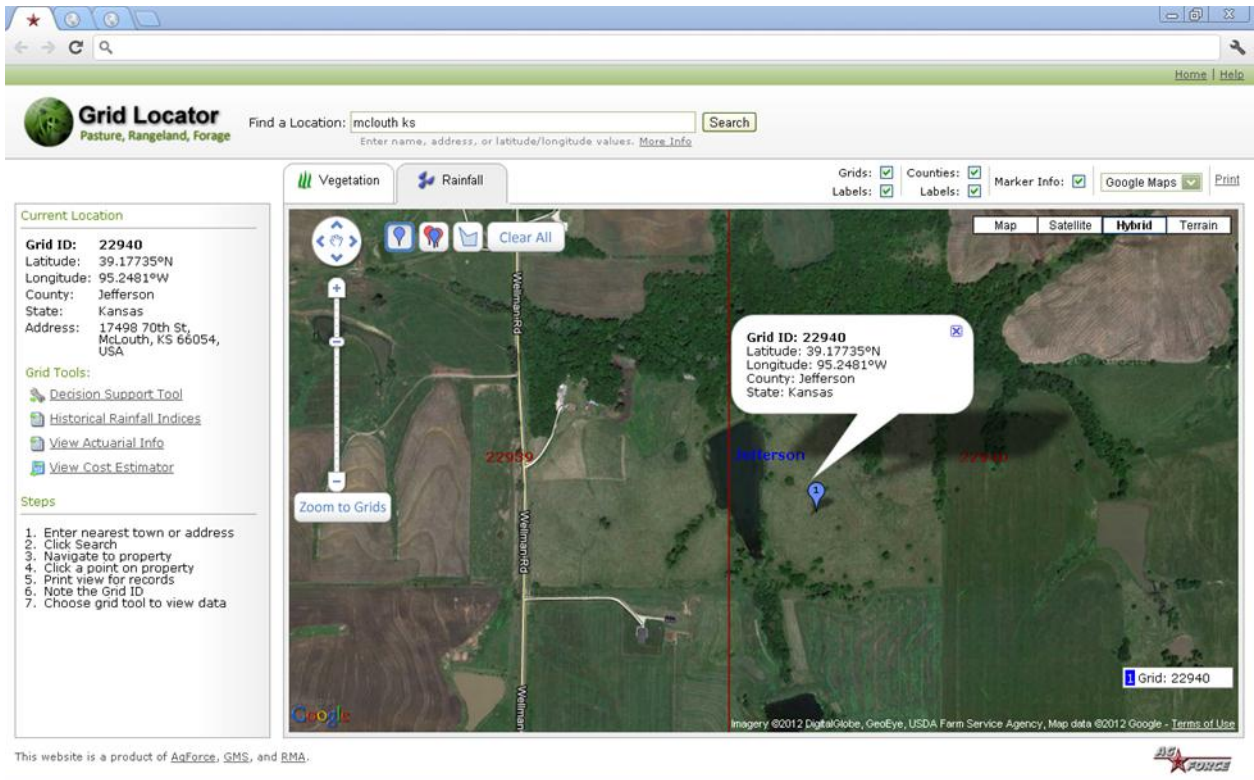 Home | Help
Grid Locator
Pasture, Rangeland, Forage
Find a Location: mclouth ks Search
Enter name, address, or latitude/longitude values. More Info
Vegetation
Rainfall
Grids:
Counties:
Labels:
Labels:
Marker Info:
Google Maps
Print
Current Location
Grid ID: 22940
Latitude: 39.17735ºN
Longitude: 95.2481ºW
County: Jefferson
State: Kansas
Address: 17498 70th St,
McLouth, KS 66054,
USA
Grid Tools:
Decision Support Tool
Historical Rainfall Indices
View Actuarial Info
View Cost Estimator
Steps
1. Enter nearest town or address
2. Click Search
3. Navigate to property
4. Click a point on property
5. Print view for records
6. Note the Grid ID
7. Choose grid tool to view data
Clear All
Map Satellite Hybrid Terrain
Wellman Rd
Grid ID: 22940
Latitude: 39.17735ºN
Longitude: 95.2481ºW
County: Jefferson
State: Kansas
22939
Jefferson
22940
1
Zoom to Grids
Wellman Rd
Wellman
1 Grid: 22940
Google
Imagery ©2012 DigitalGlobe, GeoEye, USDA Farm Service Agency, Map data ©2012 Google - Terms of Use
This website is a product of AgForce, GMS, and RMA.
AG FORCE